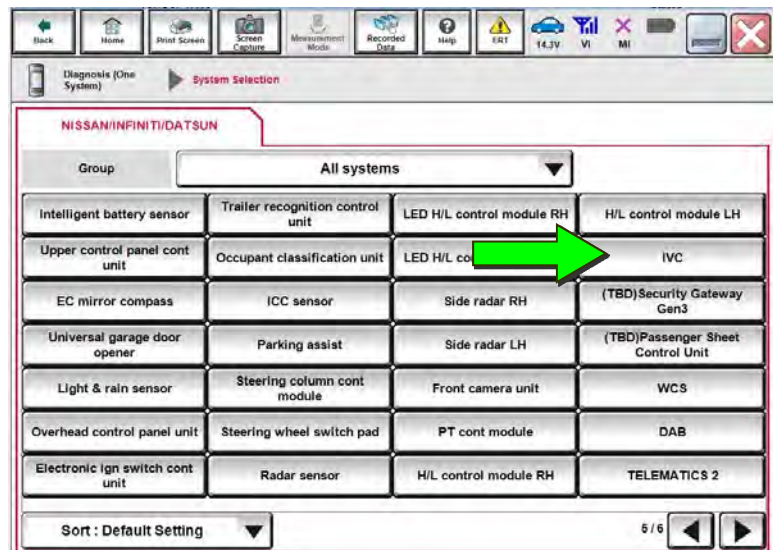 Back
Home
Print Screen
Screen
Capture
Measurement
Mode
Recorded
Data
Help
ERT
14.3V
VI
MI
Diagnosis (One
System)
System Selection
NISSAN/INFINITI/DATSUN
Group
All systems
Intelligent battery sensor
Trailer recognition control
unit
LED H/L control module RH
H/L control module LH
Upper control panel cont
unit
Occupant classification unit
LED H/L
IVC
EC mirror compass
ICC sensor
Side radar RH
(TBD)Security Gateway
Gen3
Universal garage door
opener
Parking assist
Side radar LH
(TBD)Passenger Sheet
Control Unit
Light & rain sensor
Steering column cont
module
Front camera unit
WCS
Overhead control panel unit
Steering wheel switch pad
PT cont module
DAB
Electronic ign switch cont
unit
Radar sensor
H/L control module RH
TELEMATICS 2
Sort : Default Setting